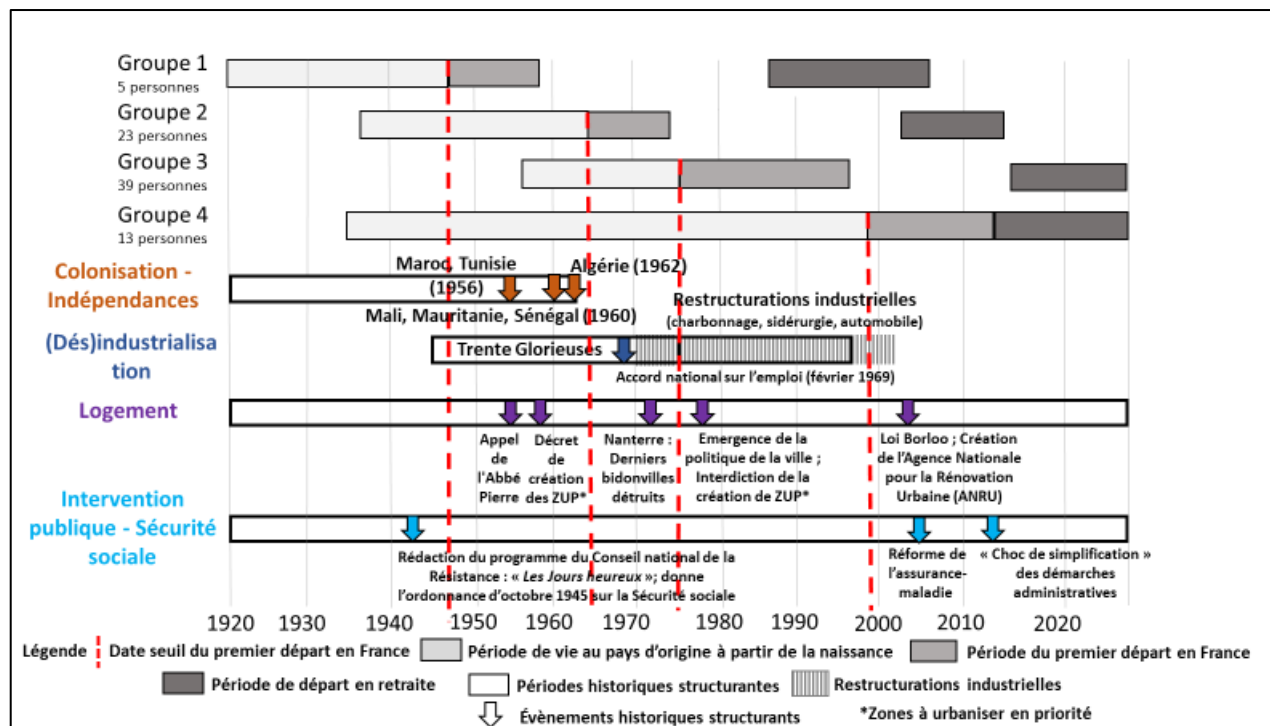 Groupe 1
5 personnes
Groupe 2
23 personnes
Groupe 3
39 personnes
Groupe 4
13 personnes
Colonisation -
Indépendances
Maroc, Tunisie
(1956)
Algérie (1962)
Mali, Mauritanie, Sénégal (1960)
Restructurations industrielles
(charbonnage, sidérurgie, automobile)
(Dés)industrialisa
tion
Trente Glorieuses
Accord national sur l'emploi (février 1969)
Logement
Appel
de
l'Abbé
Pierre
Décret
de
création
des ZUP*
Nanterre :
Derniers
bidonvilles
détruits
Emergence de la
politique de la ville ;
Interdiction de la
création de ZUP*
Loi Borloo ; Création
de l'Agence Nationale
pour la Rénovation
Urbaine (ANRU)
Intervention
publique - Sécurité
sociale
Rédaction du programme du Conseil national de la
Résistance : « Les Jours heureux »; donne
l'ordonnance d'octobre 1945 sur la Sécurité sociale
Réforme de
l'assurance-
maladie
« Choc de simplification »
des démarches
administratives
1920 1930 1940 1950 1960 1970 1980 1990 2000 2010 2020
Légende
Date seuil du premier départ en France
Période de vie au pays d'origine à partir de la naissance
Période du premier départ en France
Période de départ en retraite
Périodes historiques structurantes
Restructurations industrielles
Évènements historiques structurants
*Zones à urbaniser en priorité